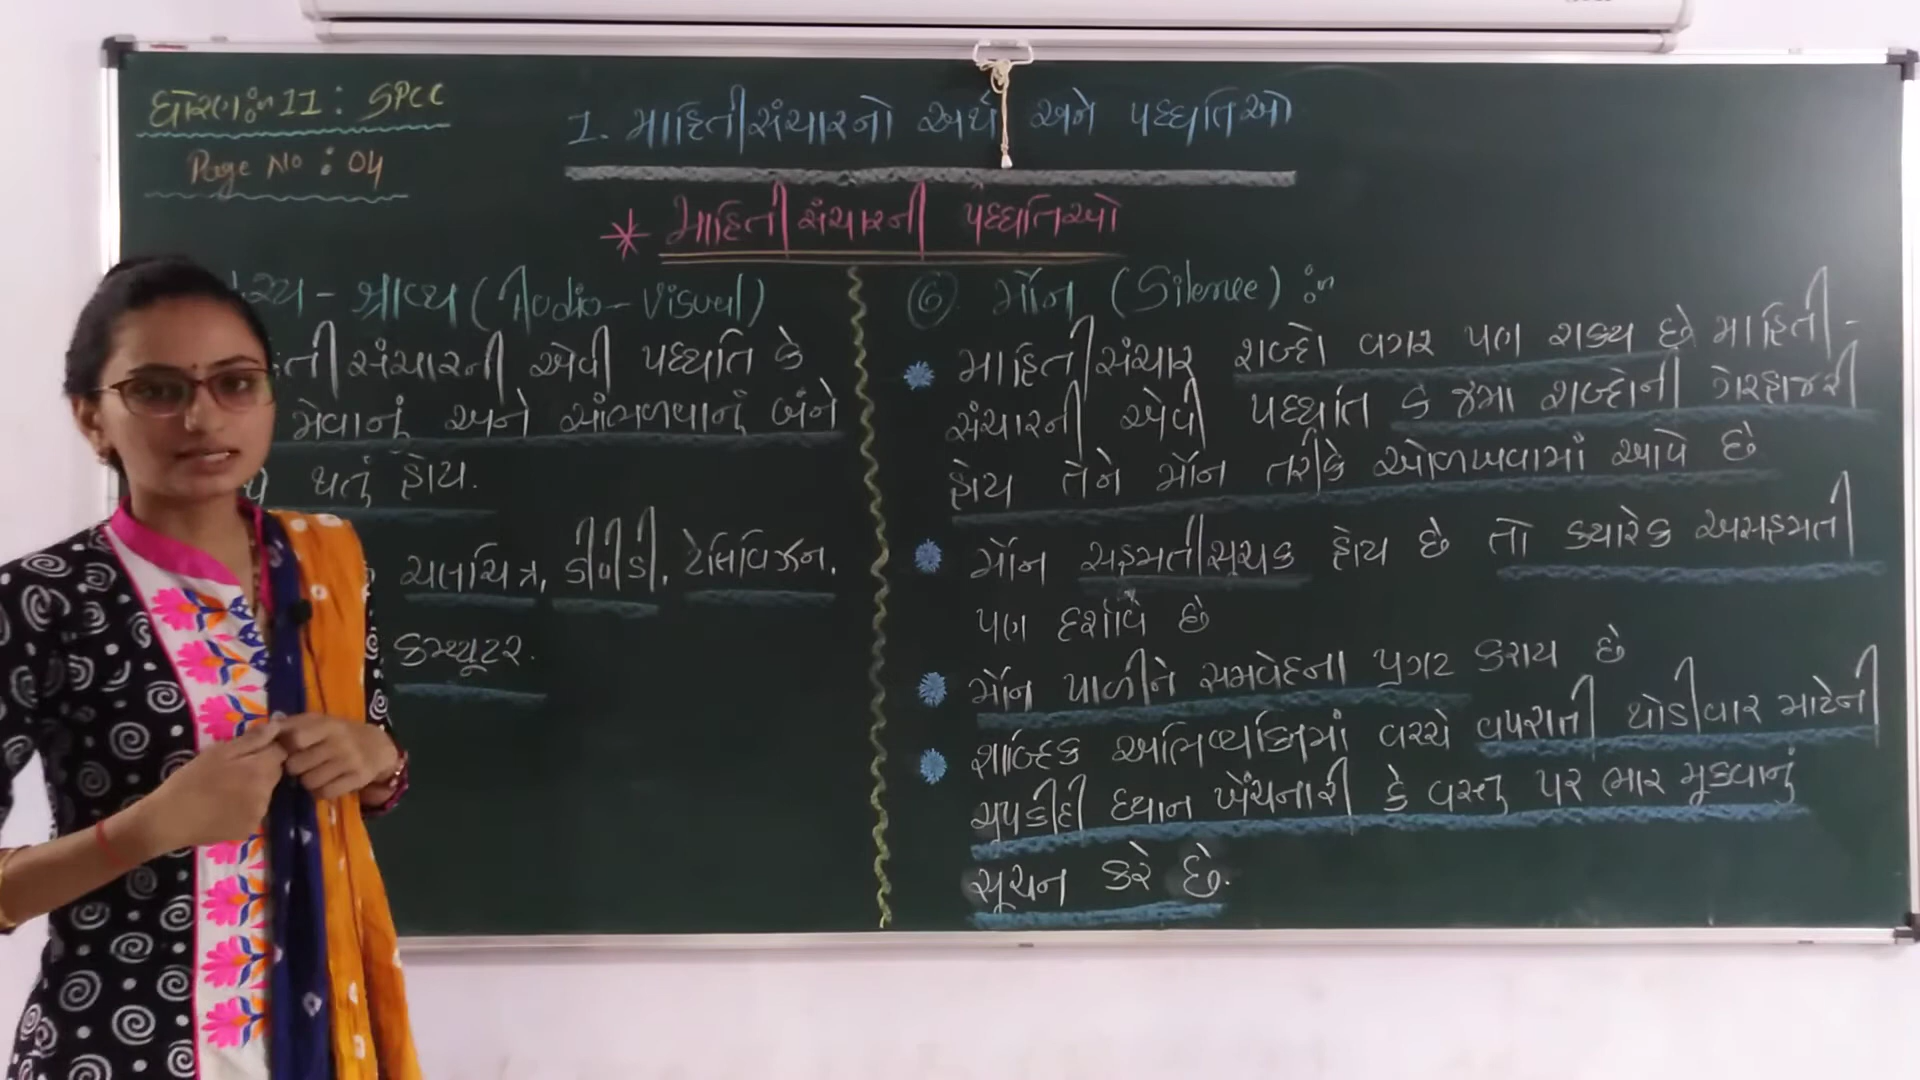 ધોરણઃ 11 : SPCC
Page No : 04
1. માહિતીસંચારનો અર્થ અને પદ્ધતિઓ
* માહિતીસંચારની પદ્ધતિઓ
શ્રાવ્ય (Audio-Visual)
સંચારની એવી પધ્ધતિ કે
અને સાંભળવાનું બંને
થતું હોય.
ચલચિત્ર, ડીવીડી, ટેલિવિઝન,
કમ્પ્યૂટર.
⑥ મૌન (Silence) ઃ
માહિતીસંચાર શબ્દો વગર પણ શક્ય છે માહિતી-
સંચારની એવી પધ્ધતિ કે જેમા શબ્દોની ગેરહાજરી
હોય તેને મૌન તરીકે ઓળખવામાં આવે છે
મૌન સહમતીસૂચક હોય છે તો ક્યારેક અસહમતી
પણ દર્શાવે છે
મૌન પાળીને સમવેદના પ્રગટ કરાય છે
શાબ્દિક અભિવ્યક્તિમાં વચ્ચે વપરાતી થોડીવાર માટેની
ચુપકીદી ધ્યાન ખેંચનારી કે વસ્તુ પર ભાર મૂકવાનું
સૂચન કરે છે.